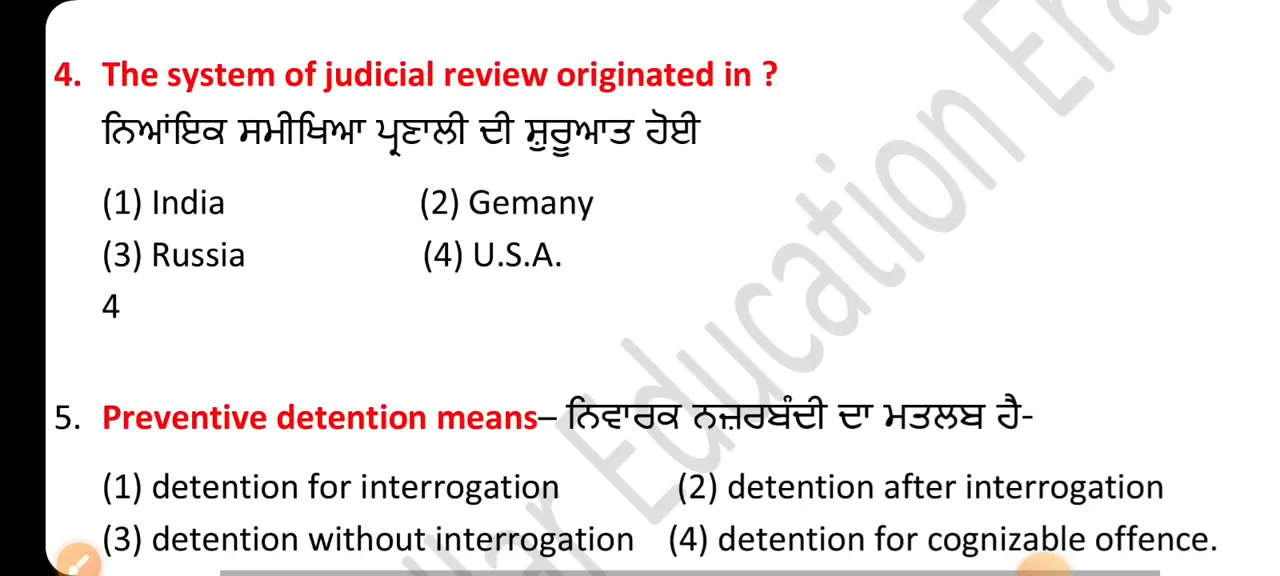 4. The system of judicial review originated in ?
ਨਿਆਂਇਕ ਸਮੀਖਿਆ ਪ੍ਰਣਾਲੀ ਦੀ ਸ਼ੁਰੂਆਤ ਹੋਈ
(1) India (2) Gemany
(3) Russia (4) U.S.A.
4
5. Preventive detention means– ਨਿਵਾਰਕ ਨਜ਼ਰਬੰਦੀ ਦਾ ਮਤਲਬ ਹੈ-
(1) detention for interrogation (2) detention after interrogation
(3) detention without interrogation (4) detention for cognizable offence.
Education